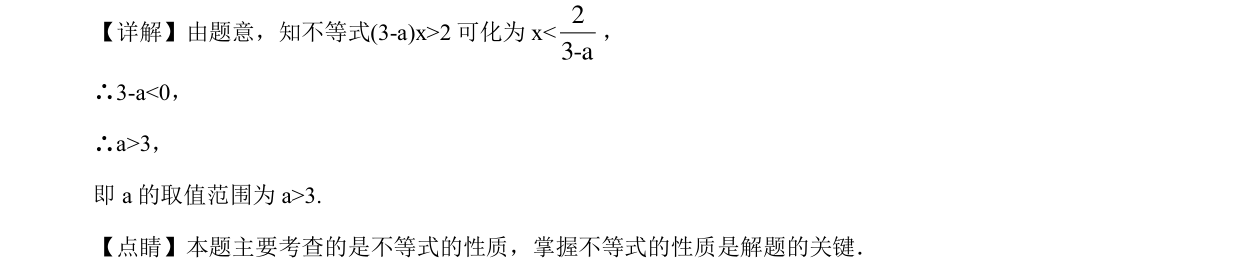 【详解】由题意，知不等式(3-a)x>2 可化为 x<2/(3-a)，
∴3-a<0，
∴a>3，
即 a 的取值范围为 a>3.
【点睛】本题主要考查的是不等式的性质，掌握不等式的性质是解题的关键．